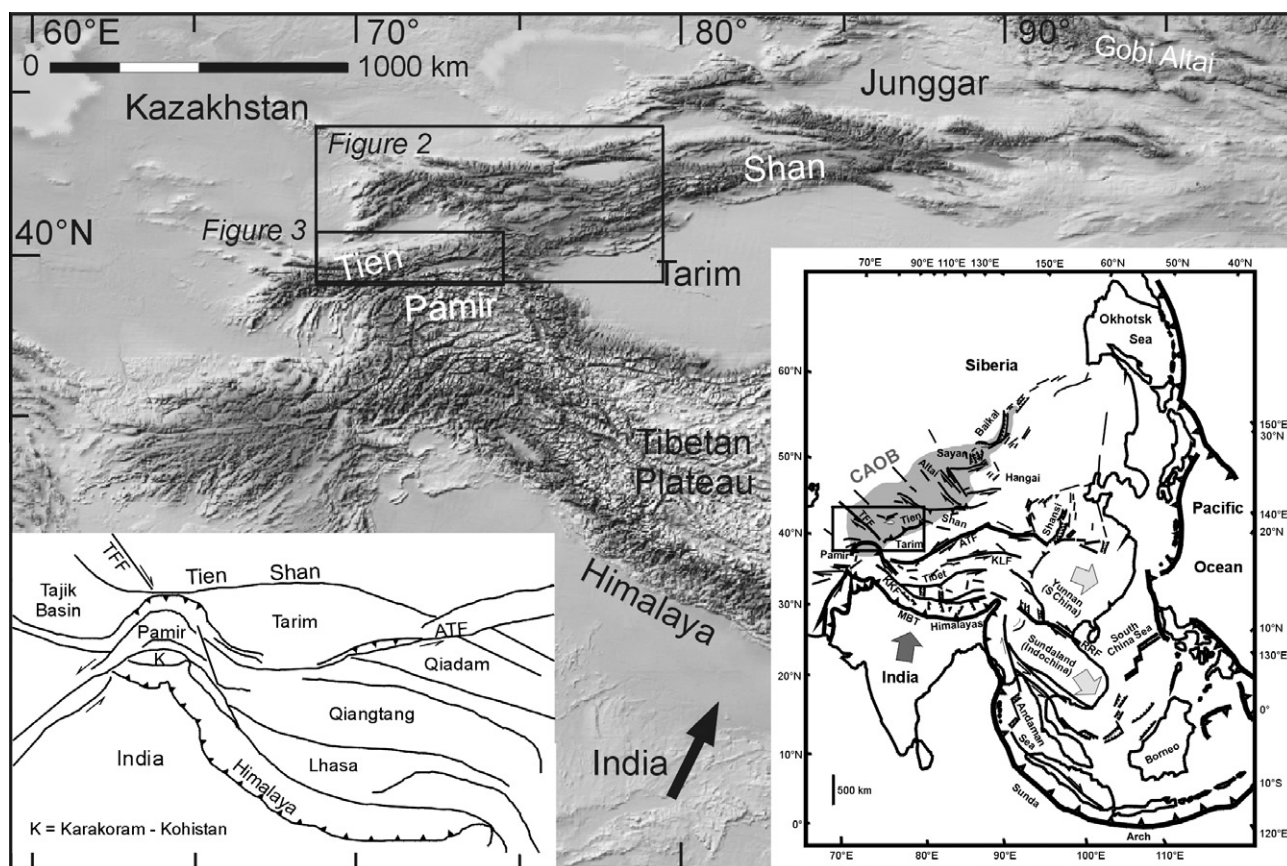 60°E
70°
80°
90°
0
1000 km
Gobi Altai
Kazakhstan
Junggar
Figure 2
Shan
40°N
Figure 3
Tien
Tarim
Pamir
Tibetan
Plateau
Himalaya
India
TFF
Tien Shan
Tajik
Basin
Pamir
Tarim
ATF
K
Qiadam
Qiangtang
India
Lhasa
Himalaya
K = Karakoram - Kohistan
70°E 90°E 110°E 130°E 150°E 60°N 50°N 40°N
Okhotsk
Sea
Siberia
60°N
Baikal
150°E
30°N
50°N
Sayan
CAOB
Altai
Hangai
Pacific
TFF
Tien
Shan
Shansi
140°E
20°N
40°N
Tarim
ATF
Pamir
KLF
Ocean
Tibet
KKF
Yunnan
(S China)
30°N
MBT
Himalayas
10°N
130°E
South
China Sea
RRF
Sundaland
(Indochina)
India
20°N
0°
Andaman
Sea
Borneo
10°N
10°S
500 km
Sunda
0°
Arch
120°E
70°E 80°E 90°E 100°E 110°E